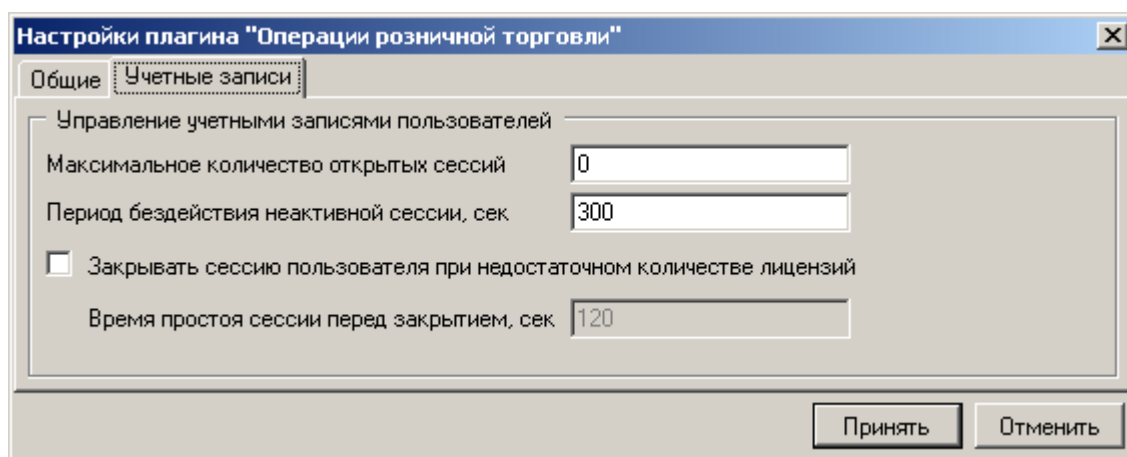 Настройки плагина "Операции розничной торговли"
Общие Учетные записи
Управление учетными записями пользователей
Максимальное количество открытых сессий 0
Период бездействия неактивной сессии, сек 300
Закрывать сессию пользователя при недостаточном количестве лицензий
Время простоя сессии перед закрытием, сек 120
Принять Отменить